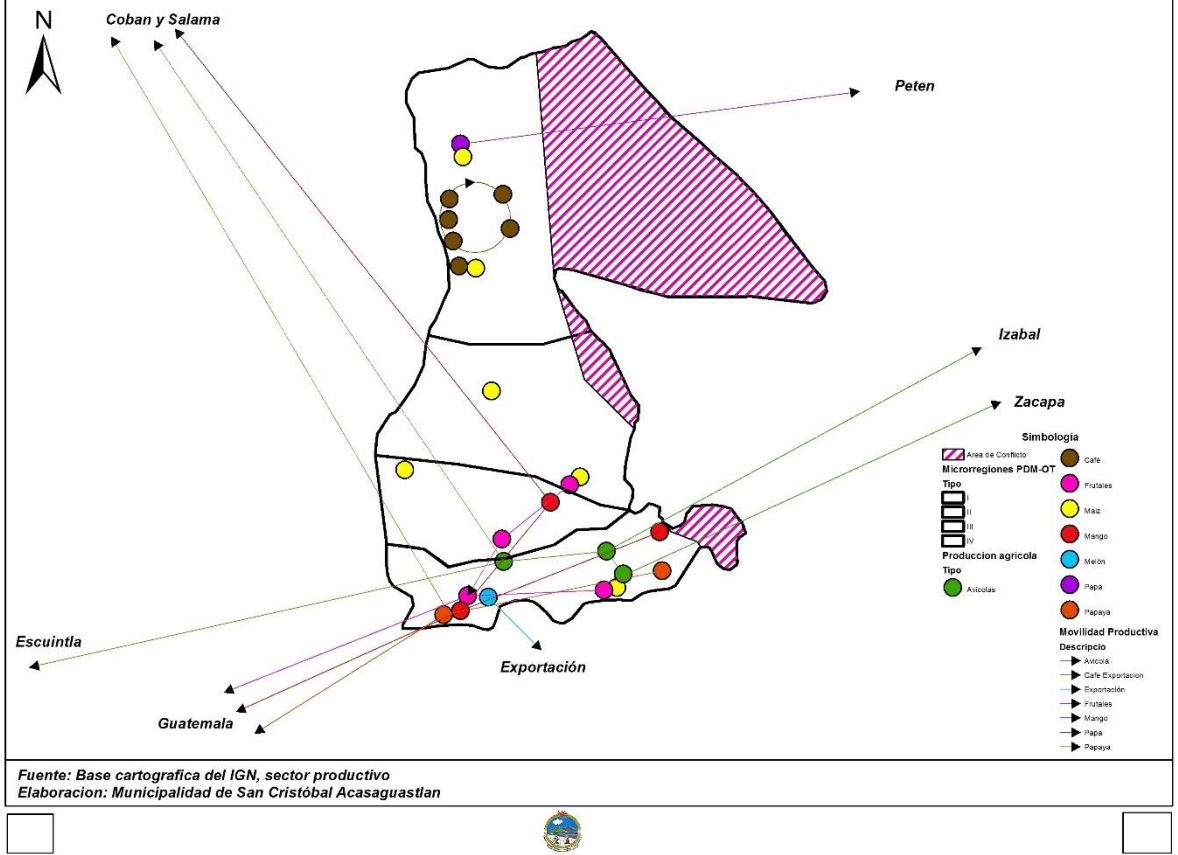 N
Coban y Salama
Peten
Izabal
Zacapa
Simbología
Area de Conflicto
Microrregiones PDM-OT
Tipo
I
II
III
IV
Produccion agricola
Tipo
Avicolas
Café
Frutales
Maiz
Mango
Melón
Papa
Papaya
Movilidad Productiva
Descripcio
Avicola
Cafe Exportacion
Exportación
Frutales
Mango
Papa
Papaya
Escuintla
Exportación
Guatemala
Fuente: Base cartografica del IGN, sector productivo
Elaboracion: Municipalidad de San Cristóbal Acasaguastlan